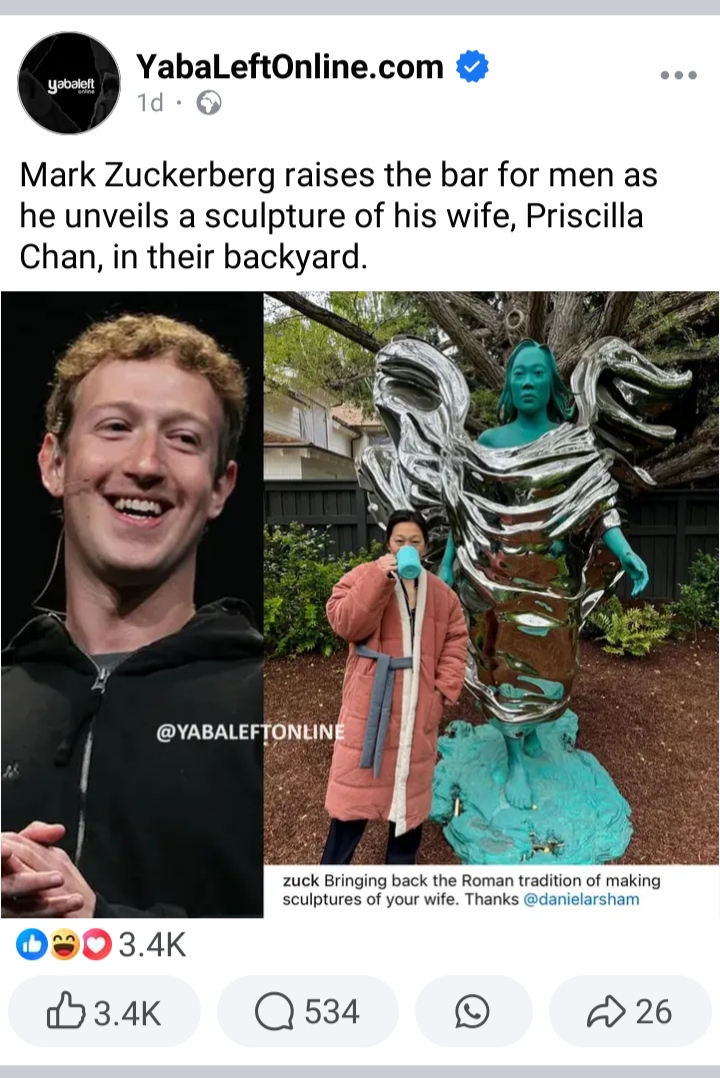 yabaleft
online
YabaLeftOnline.com
1d ·
Mark Zuckerberg raises the bar for men as
he unveils a sculpture of his wife, Priscilla
Chan, in their backyard.
@YABALEFTONLINE
zuck Bringing back the Roman tradition of making
sculptures of your wife. Thanks @danielarsham
3.4K
3.4K
534
26